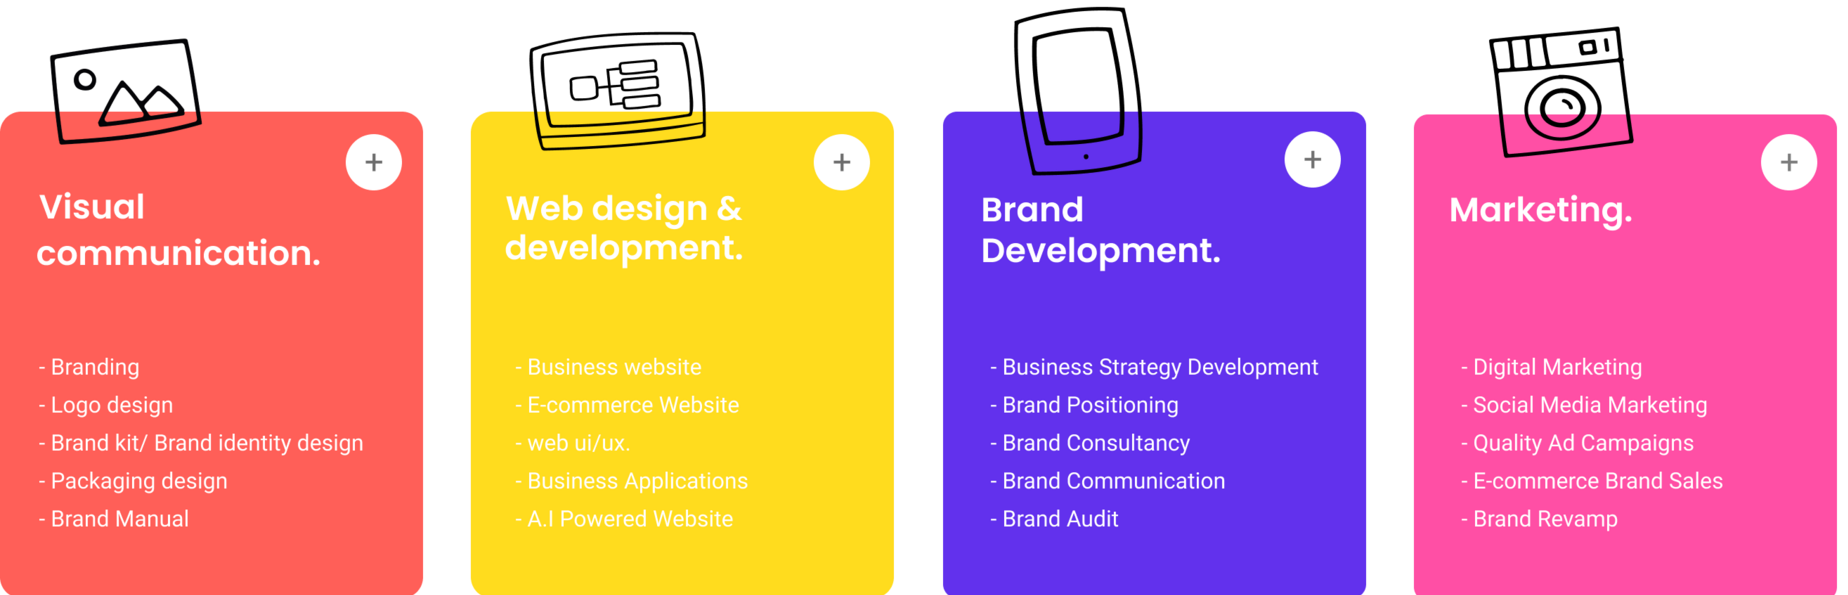 Visual
communication.
- Branding
- Logo design
- Brand kit/ Brand identity design
- Packaging design
- Brand Manual
Web design &
development.
- Business website
- E-commerce Website
- web ui/ux.
- Business Applications
- A.I Powered Website
Brand
Development.
- Business Strategy Development
- Brand Positioning
- Brand Consultancy
- Brand Communication
- Brand Audit
Marketing.
- Digital Marketing
- Social Media Marketing
- Quality Ad Campaigns
- E-commerce Brand Sales
- Brand Revamp